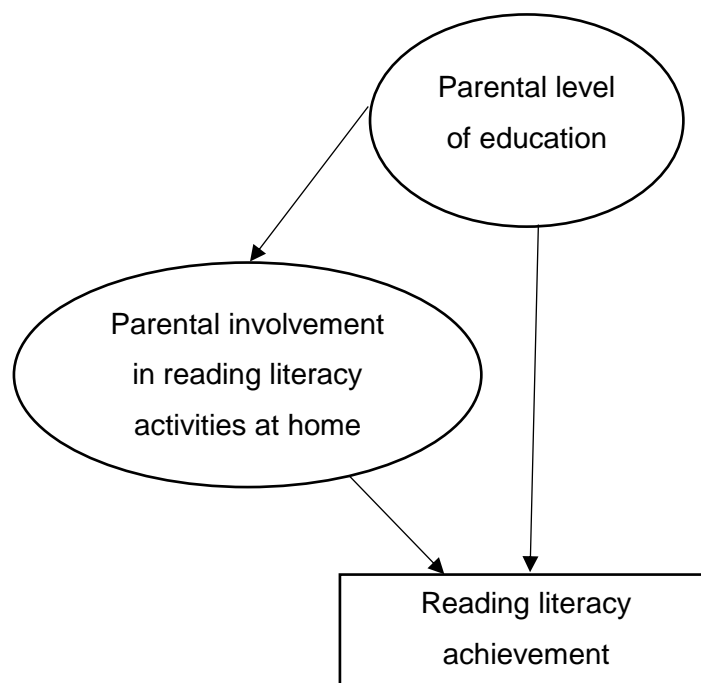 Parental level
of education
Parental involvement
in reading literacy
activities at home
Reading literacy
achievement